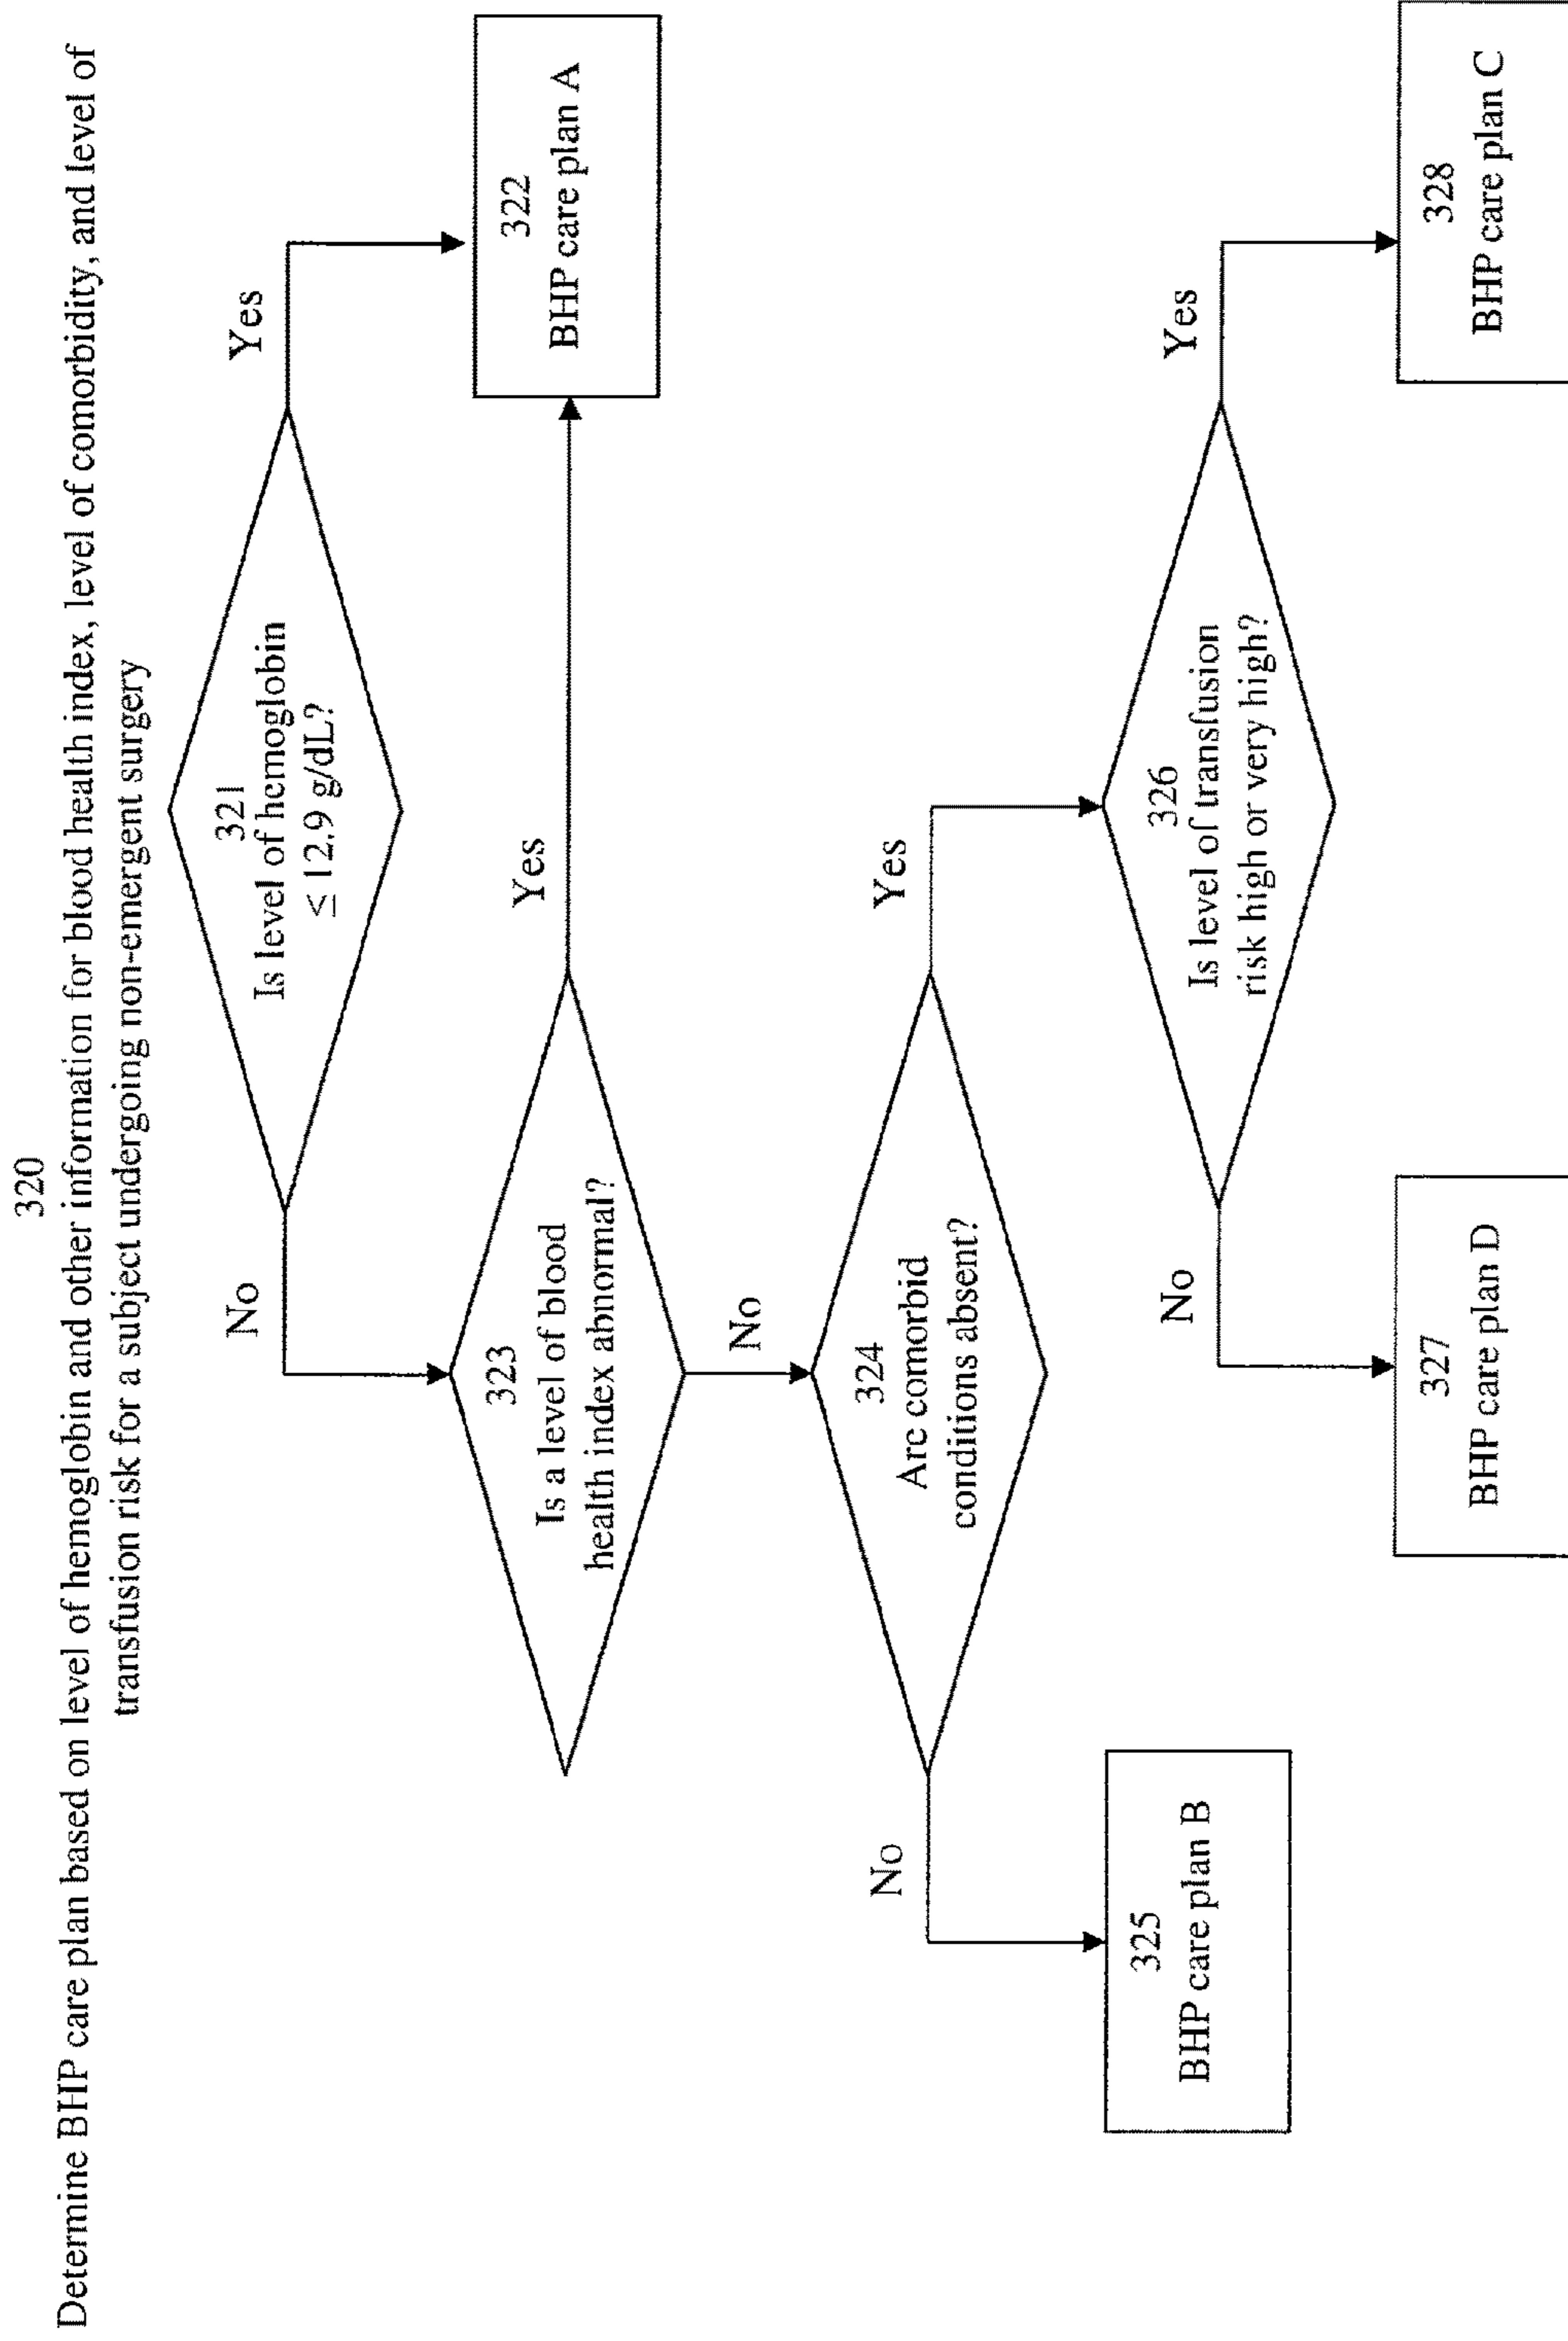 320
Determine BHP care plan based on level of hemoglobin and other information for blood health index, level of comorbidity, and level of
transfusion risk for a subject undergoing non-emergent surgery
321
Is level of hemoglobin
≤ 12.9 g/dL?
No
Yes
322
BHP care plan A
323
Is a level of blood
health index abnormal?
Yes
No
324
Are comorbid
conditions absent?
No
Yes
325
BHP care plan B
326
Is level of transfusion
risk high or very high?
No
Yes
327
BHP care plan D
328
BHP care plan C